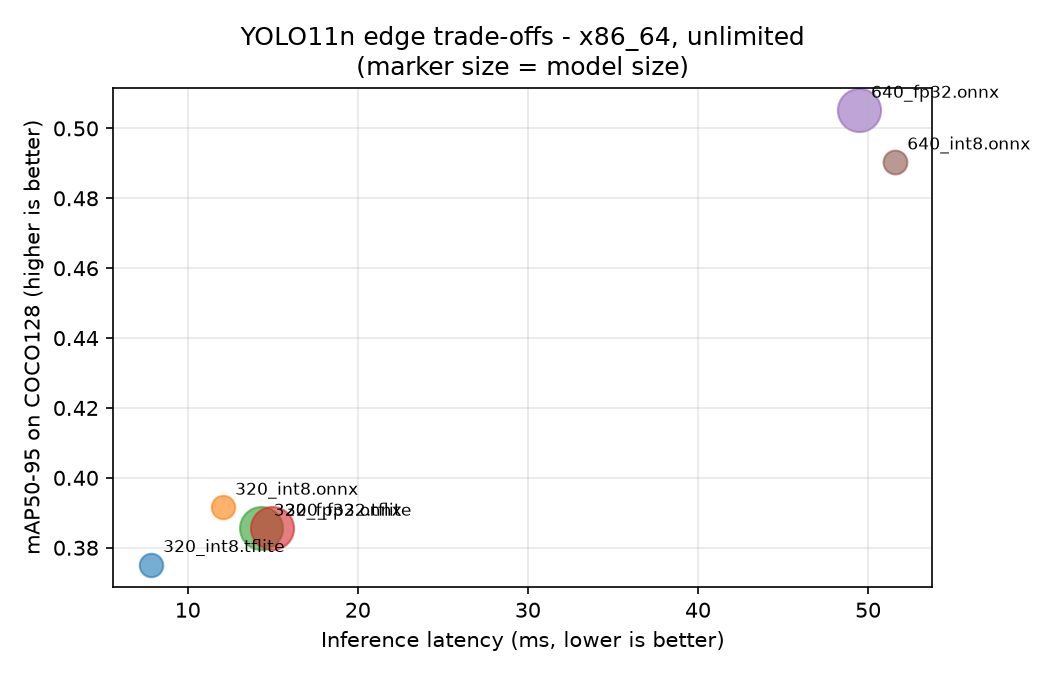 YOLO11n edge trade-offs - x86_64, unlimited
(marker size = model size)
mAP50-95 on COCO128 (higher is better)
0.50
0.48
0.46
0.44
0.42
0.40
0.38
640_fp32.onnx
640_int8.onnx
320_int8.onnx
320_int8.tflite
10
20
30
40
50
Inference latency (ms, lower is better)